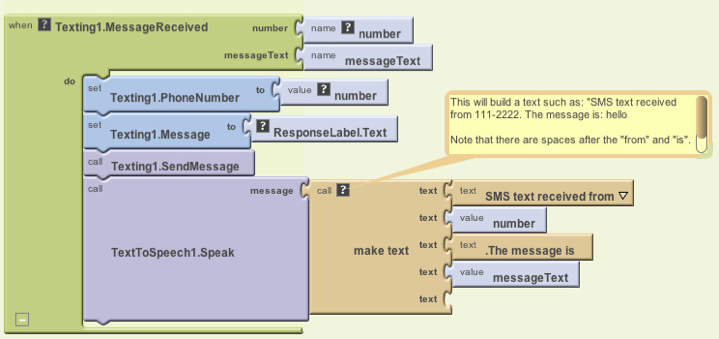 when ? Texting1.MessageReceived number name ? number
messageText name messageText
do
set Texting1.PhoneNumber to value ? number
set Texting1.Message to ? ResponseLabel.Text
call Texting1.SendMessage
call TextToSpeech1.Speak message call ? make text
text text SMS text received from
text value number
text text .The message is
text value messageText
text
This will build a text such as: "SMS text received
from 111-2222. The message is: hello
Note that there are spaces after the "from" and "is".